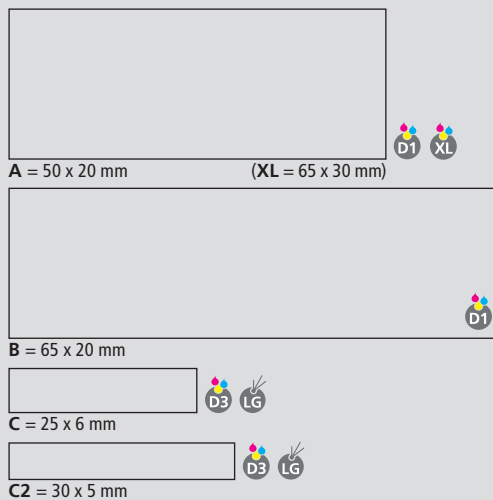 D1 XL
A = 50 x 20 mm (XL = 65 x 30 mm)
D1
B = 65 x 20 mm
D3 LG
C = 25 x 6 mm
D3 LG
C2 = 30 x 5 mm